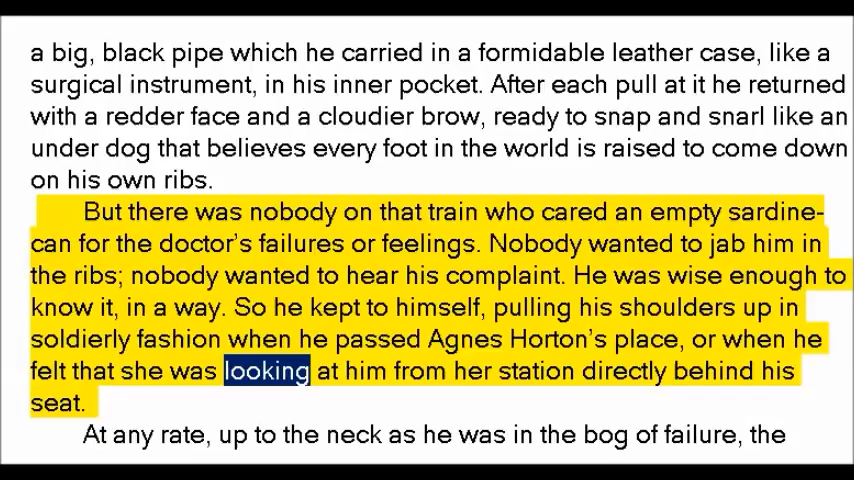 a big, black pipe which he carried in a formidable leather case, like a
surgical instrument, in his inner pocket. After each pull at it he returned
with a redder face and a cloudier brow, ready to snap and snarl like an
under dog that believes every foot in the world is raised to come down
on his own ribs.
But there was nobody on that train who cared an empty sardine-
can for the doctor’s failures or feelings. Nobody wanted to jab him in
the ribs; nobody wanted to hear his complaint. He was wise enough to
know it, in a way. So he kept to himself, pulling his shoulders up in
soldierly fashion when he passed Agnes Horton’s place, or when he
felt that she was looking at him from her station directly behind his
seat.
At any rate, up to the neck as he was in the bog of failure, the